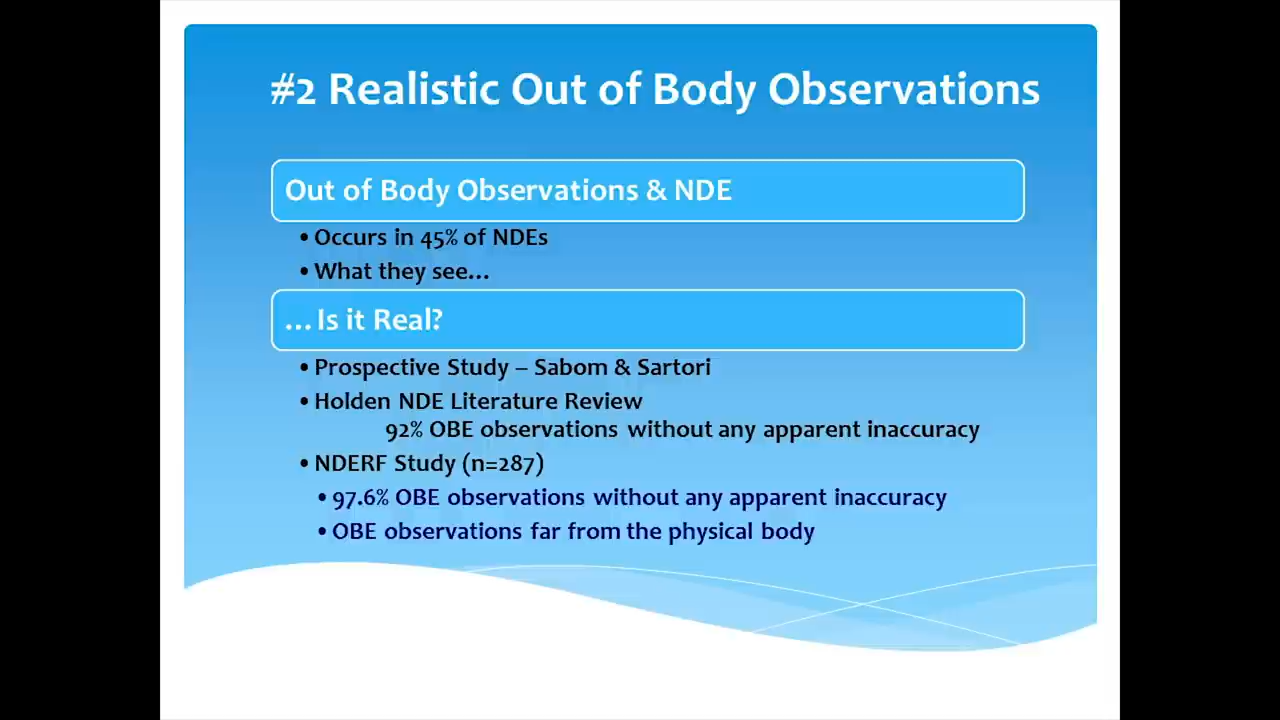 #2 Realistic Out of Body Observations
Out of Body Observations & NDE
• Occurs in 45% of NDEs
• What they see...
...Is it Real?
• Prospective Study – Sabom & Sartori
• Holden NDE Literature Review
92% OBE observations without any apparent inaccuracy
• NDERF Study (n=287)
• 97.6% OBE observations without any apparent inaccuracy
• OBE observations far from the physical body